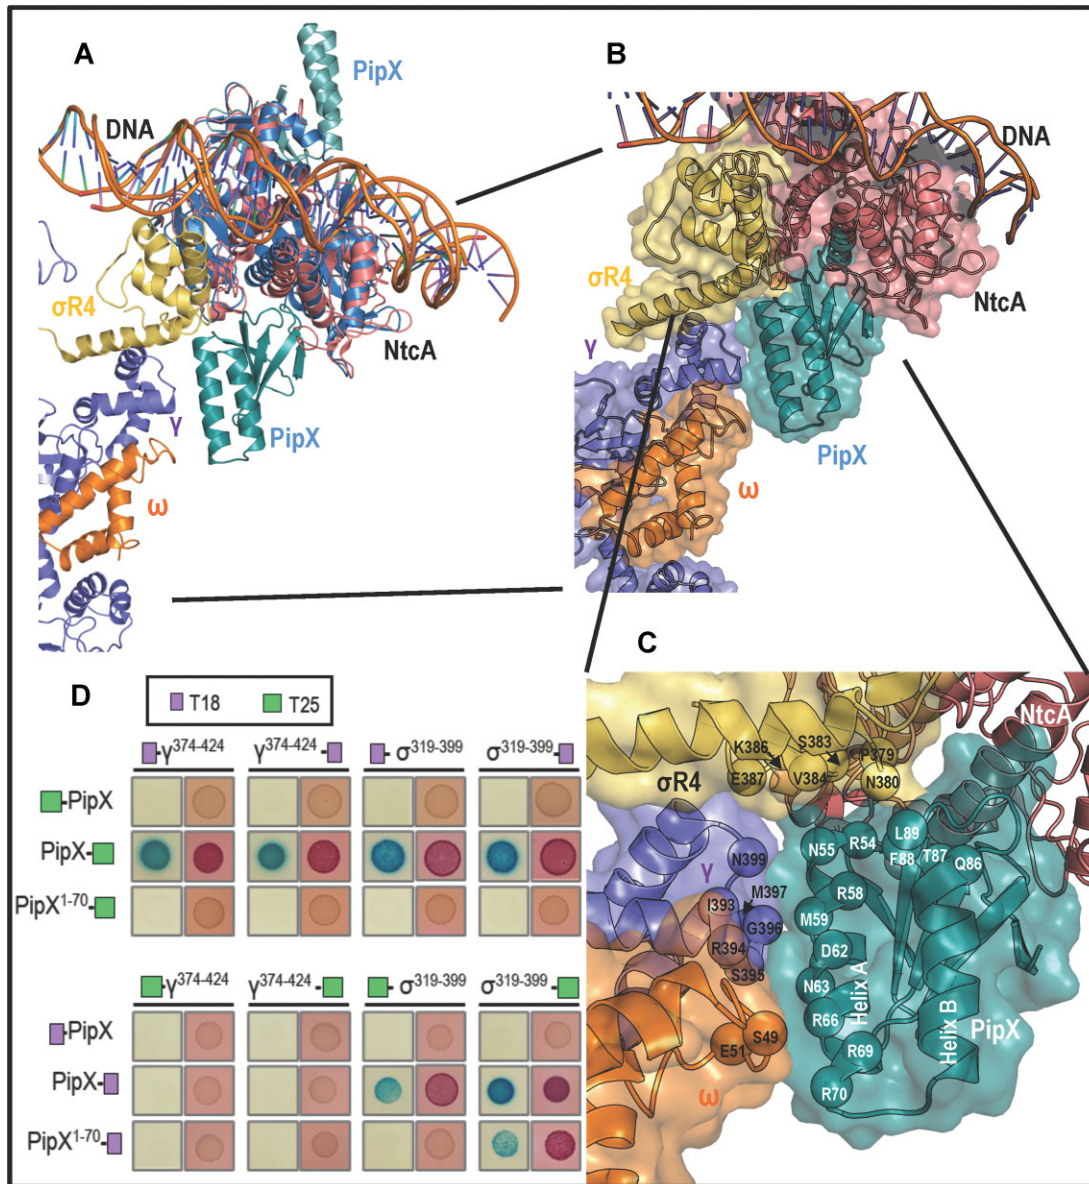 A
PipX
DNA
σR4
NtcA
γ
PipX
ω
B
DNA
σR4
NtcA
γ
PipX
ω
C
NtcA
K386
S383
P379
E387
V384
N380
σR4
L89
N55
R54
F88
T87
Q86
N399
γ
M397
R58
I393
M59
G396
R394
D62
S395
N63
Helix A
R66
Helix B
PipX
S49
E51
R69
R70
ω
D
T18 T25
-γ³⁷⁴⁻⁴²⁴ γ³⁷⁴⁻⁴²⁴- - σ³¹⁹⁻³⁹⁹ σ³¹⁹⁻³⁹⁹-
-PipX
PipX-
PipX¹⁻⁷⁰-
-γ³⁷⁴⁻⁴²⁴ γ³⁷⁴⁻⁴²⁴- - σ³¹⁹⁻³⁹⁹ σ³¹⁹⁻³⁹⁹-
-PipX
PipX-
PipX¹⁻⁷⁰-